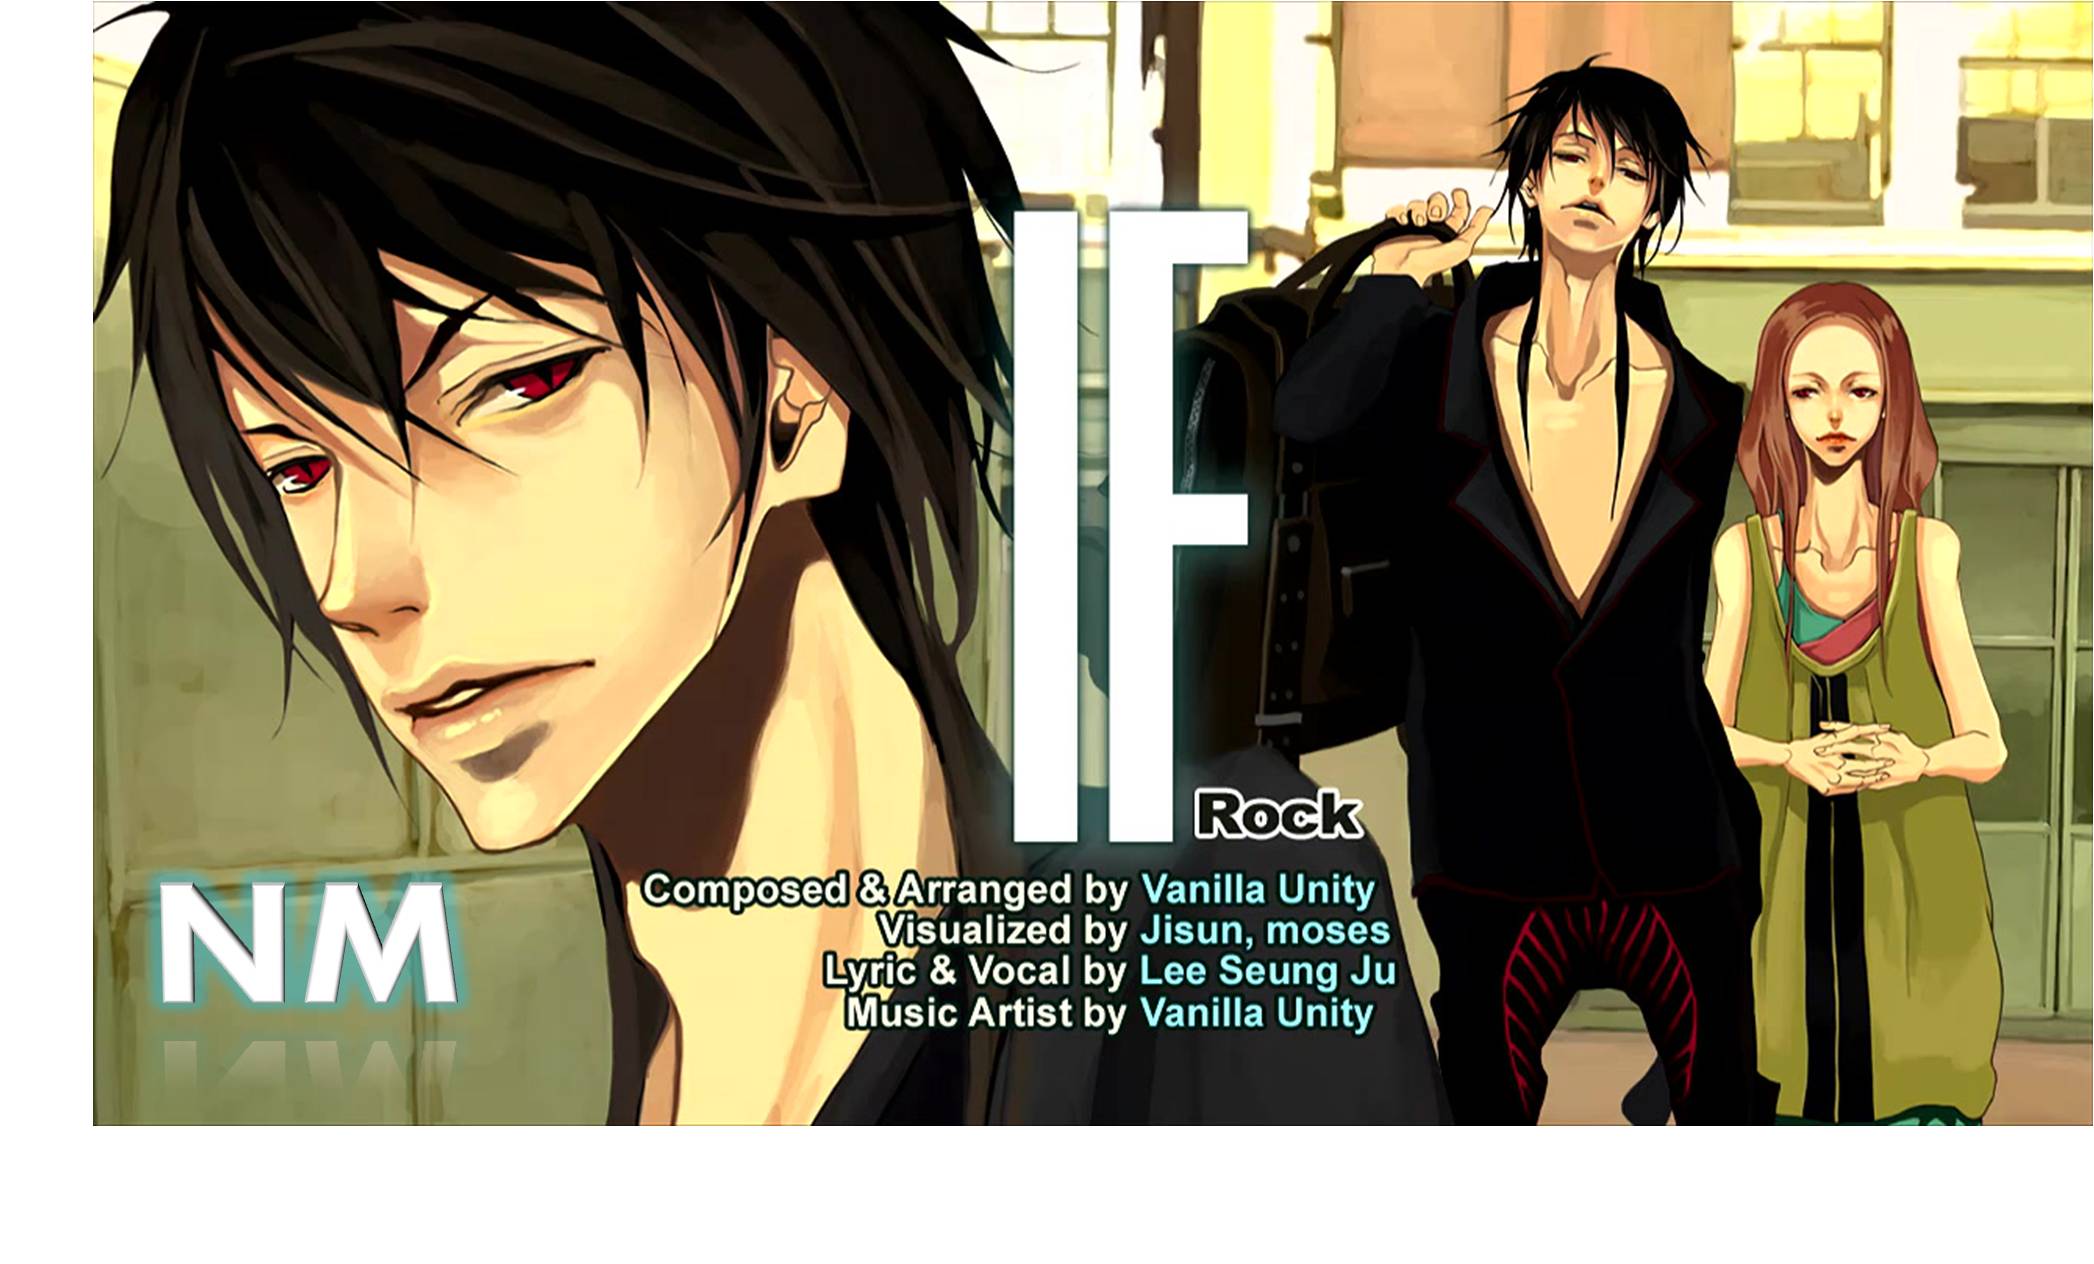 IF
Rock
NM
Composed & Arranged by Vanilla Unity
Visualized by Jisun, moses
Lyric & Vocal by Lee Seung Ju
Music Artist by Vanilla Unity